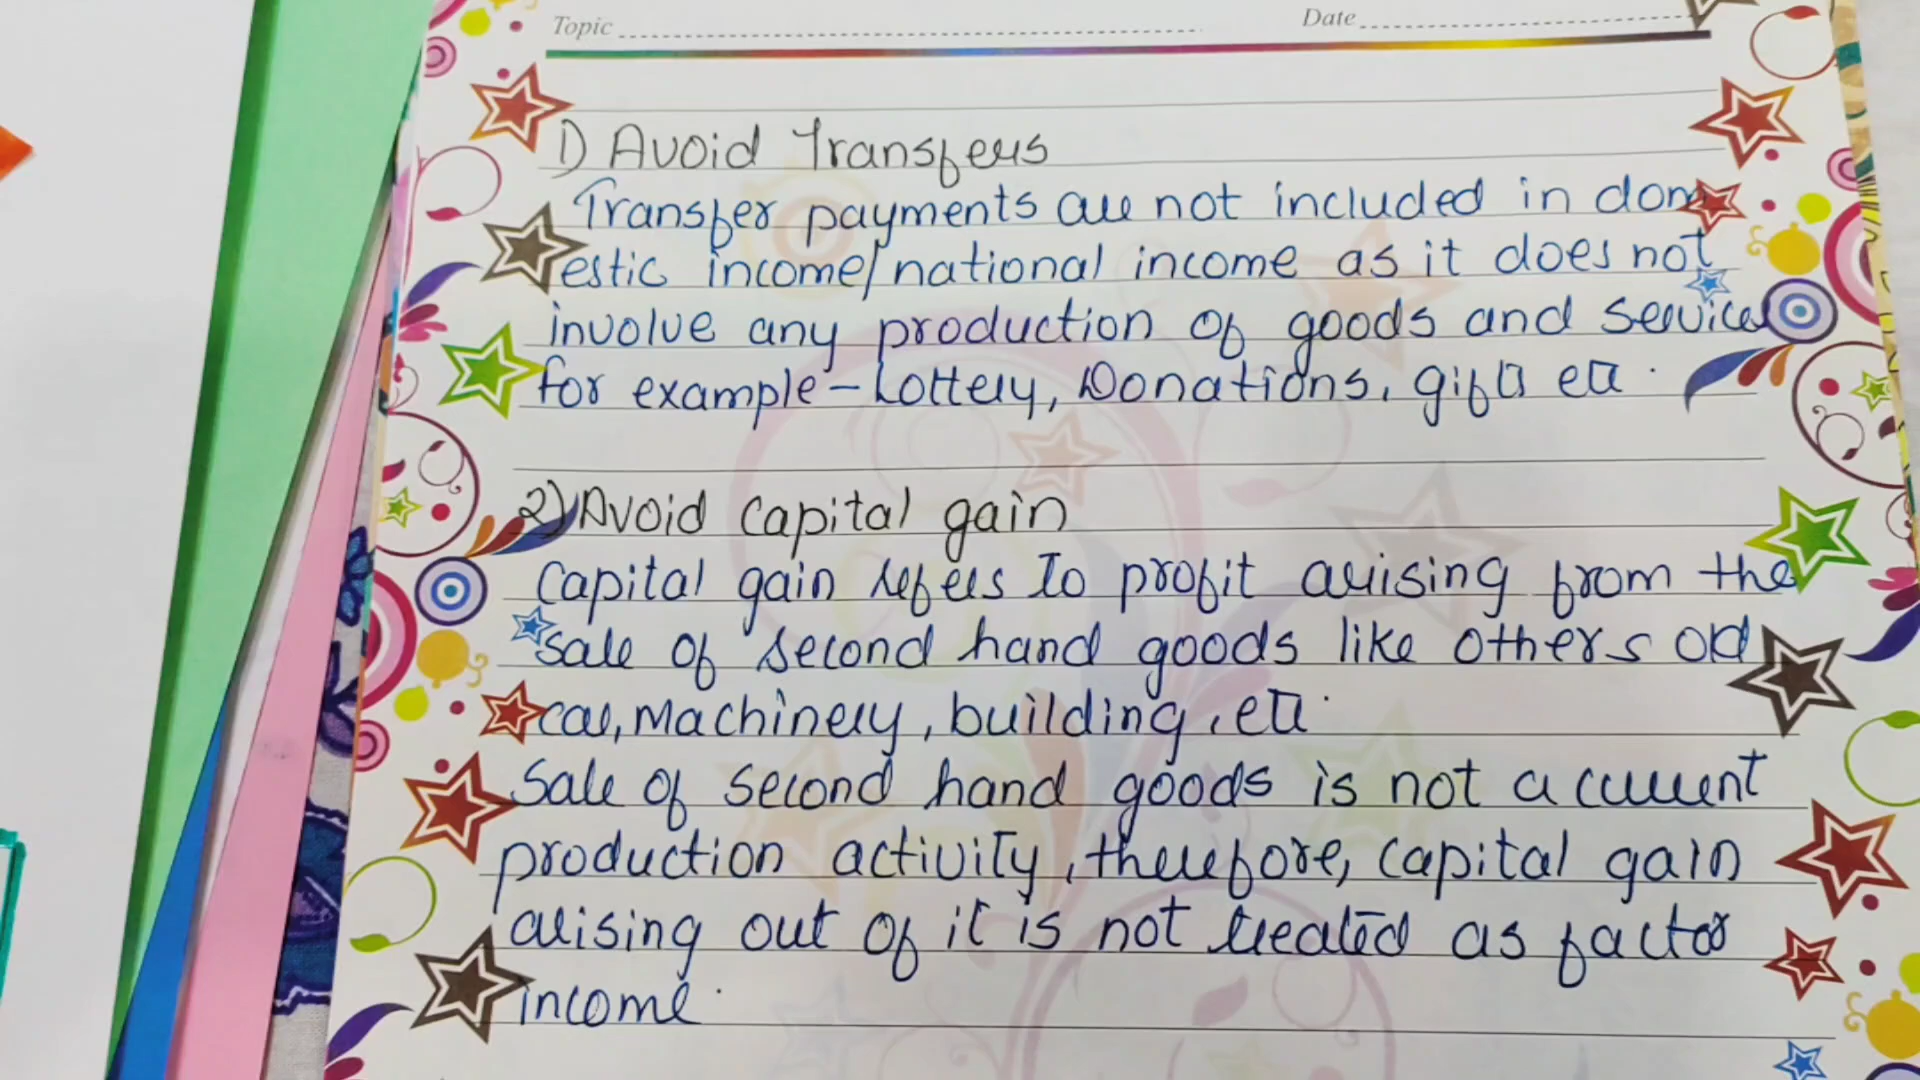 Topic
Date
1) Avoid Transfers
Transfer payments are not included in dom
estic income/national income as it does not
involve any production of goods and services
for example - Lottery, Donations, gifts etc.
2) Avoid capital gain
capital gain refers to profit arising from the
sale of second hand goods like others old
car, machinery, building, etc.
Sale of second hand goods is not a current
production activity, therefore, capital gain
arising out of it is not treated as factor
income.